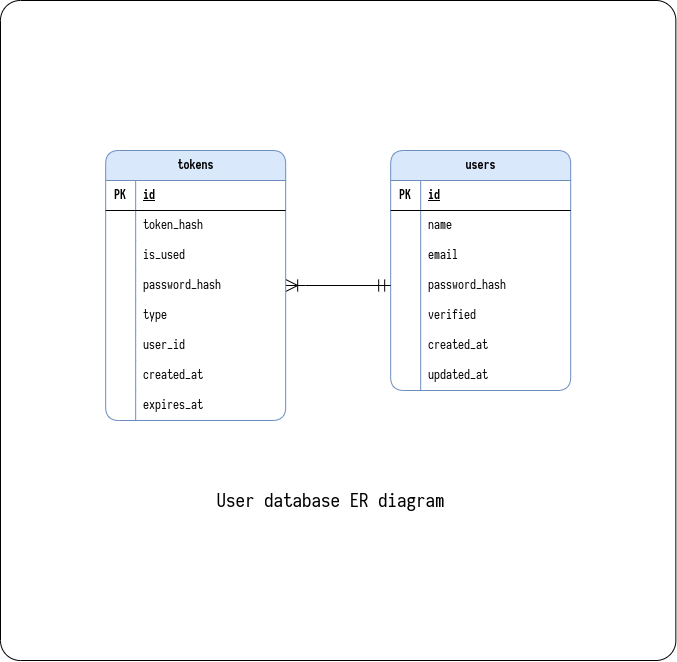 tokens
PK id
token_hash
is_used
password_hash
type
user_id
created_at
expires_at
users
PK id
name
email
password_hash
verified
created_at
updated_at
User database ER diagram